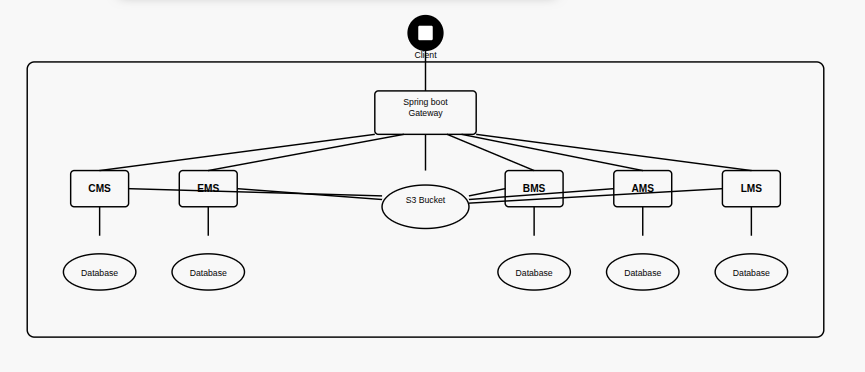 Client
Spring boot
Gateway
CMS
EMS
S3 Bucket
BMS
AMS
LMS
Database
Database
Database
Database
Database